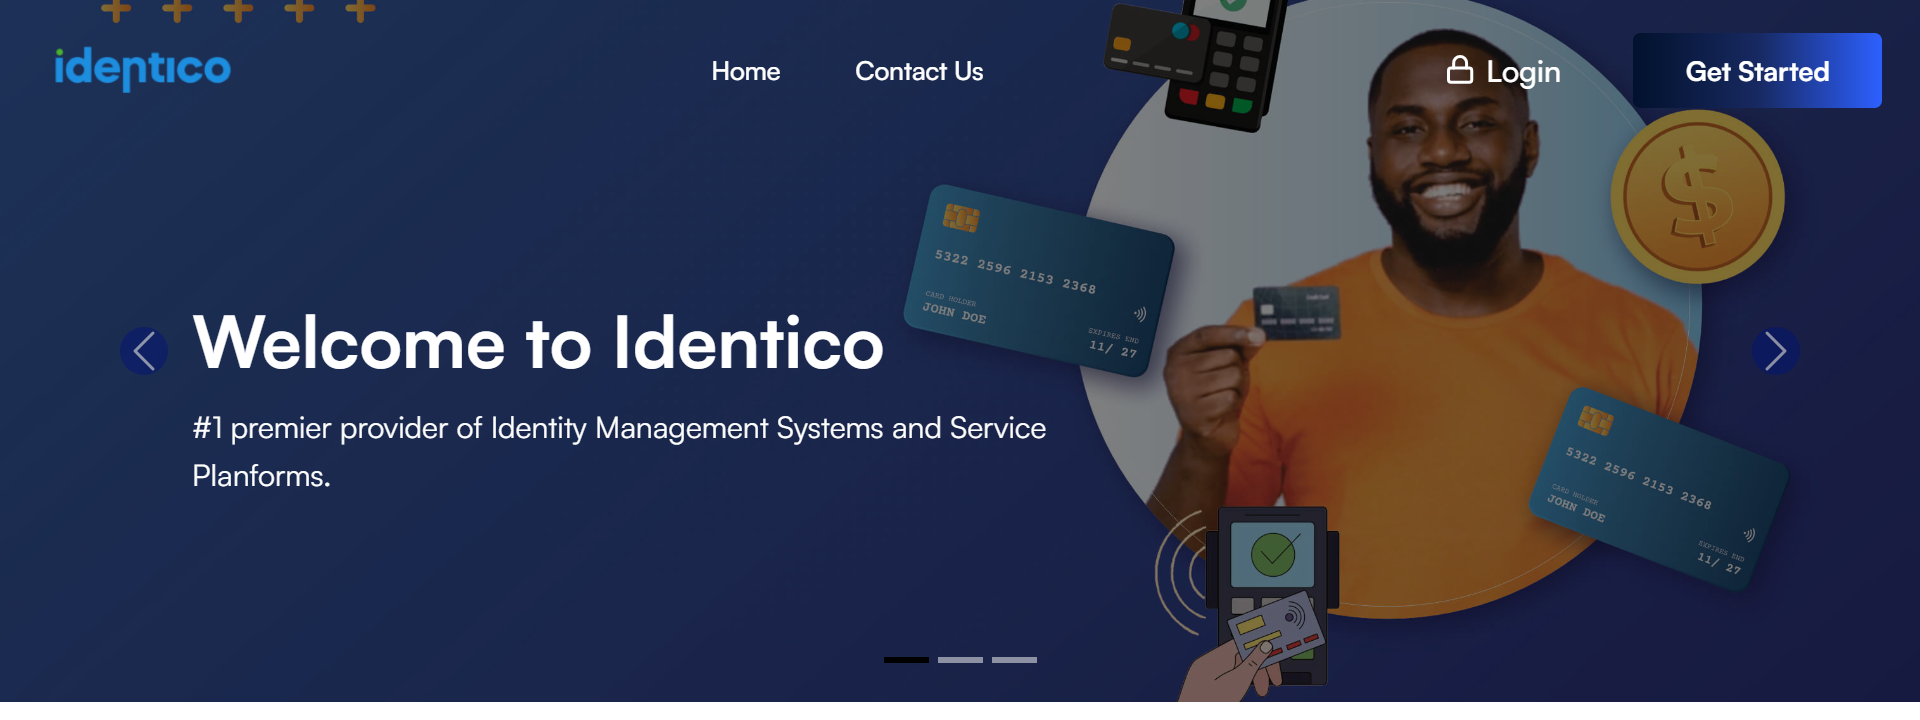 identico
Home
Contact Us
Login
Get Started
Welcome to Identico
#1 premier provider of Identity Management Systems and Service
Planforms.
5322 2596 2153 2368
CARD HOLDER
JOHN DOE
EXPIRES END
11/ 27
5322 2596 2153 2368
CARD HOLDER
JOHN DOE
EXPIRES END
11/ 27
$